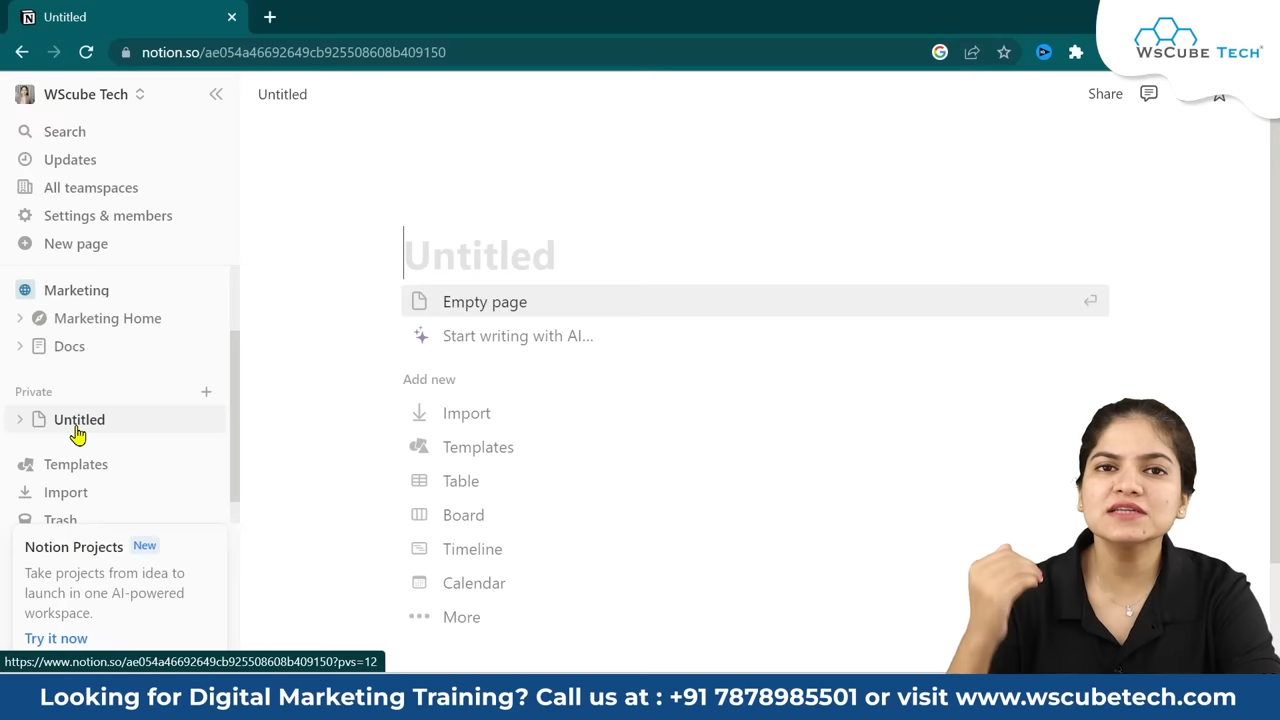 Untitled
notion.so/ae054a46692649cb925508608b409150
WsCube Tech
WScube Tech
Untitled
Share
Search
Updates
All teamspaces
Settings & members
New page
Marketing
Marketing Home
Docs
Private
Untitled
Templates
Import
Trash
Notion Projects New
Take projects from idea to
launch in one AI-powered
workspace.
Try it now
https://www.notion.so/ae054a46692649cb925508608b409150?pvs=12
Untitled
Empty page
Start writing with AI...
Add new
Import
Templates
Table
Board
Timeline
Calendar
More
Looking for Digital Marketing Training? Call us at : +91 7878985501 or visit www.wscubetech.com